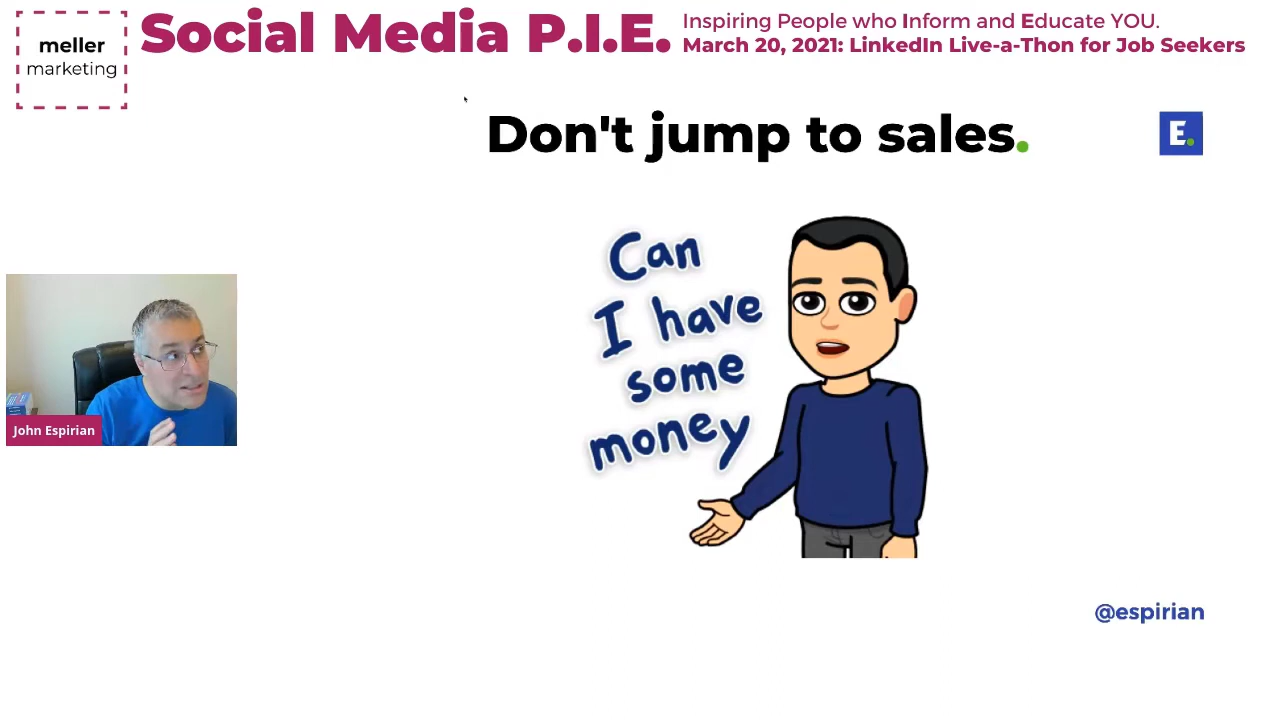 meller
marketing
Social Media P.I.E.
Inspiring People who Inform and Educate YOU.
March 20, 2021: LinkedIn Live-a-Thon for Job Seekers
Don't jump to sales.
E.
Can
I have
some
money
John Espirian
@espirian